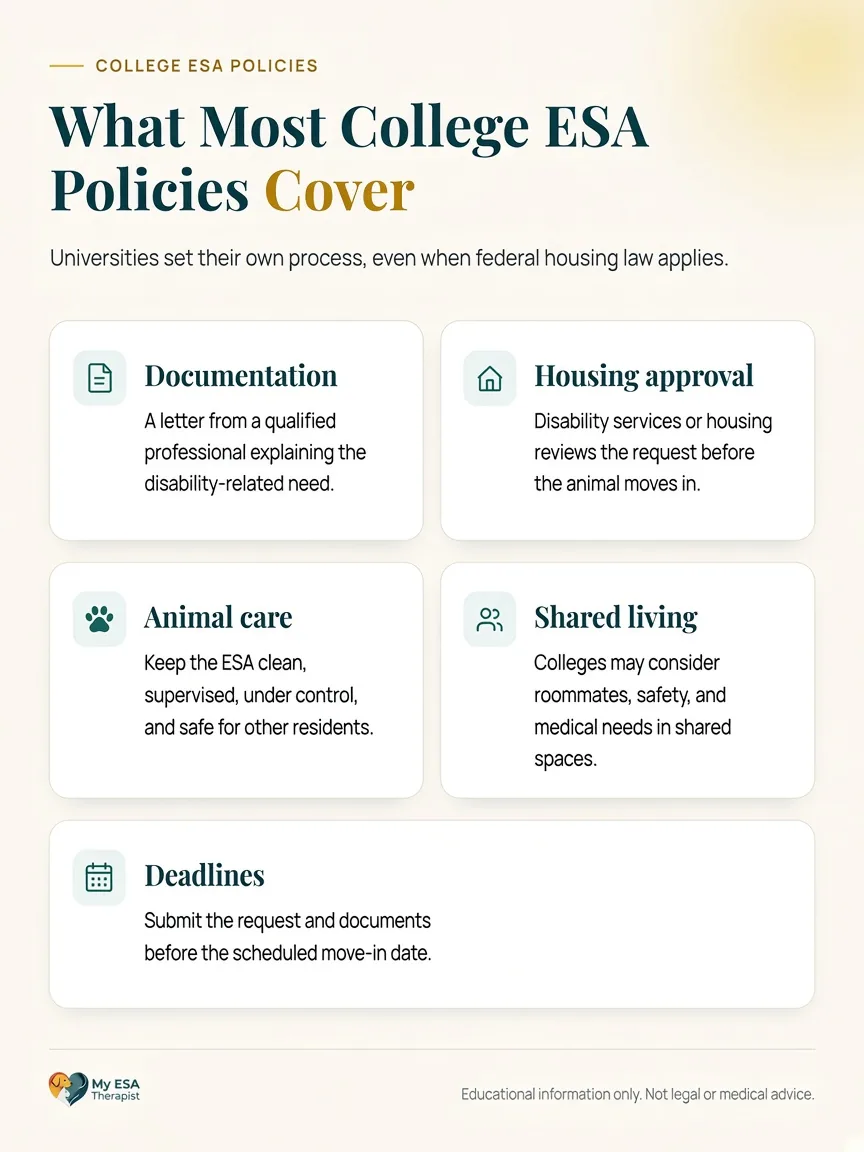 COLLEGE ESA POLICIES
What Most College ESA
Policies Cover
Universities set their own process, even when federal housing law applies.
Documentation
A letter from a qualified
professional explaining the
disability-related need.
Housing approval
Disability services or housing
reviews the request before
the animal moves in.
Animal care
Keep the ESA clean,
supervised, under control,
and safe for other residents.
Shared living
Colleges may consider
roommates, safety, and
medical needs in shared
spaces.
Deadlines
Submit the request and documents
before the scheduled move-in date.
My ESA
Therapist
Educational information only. Not legal or medical advice.